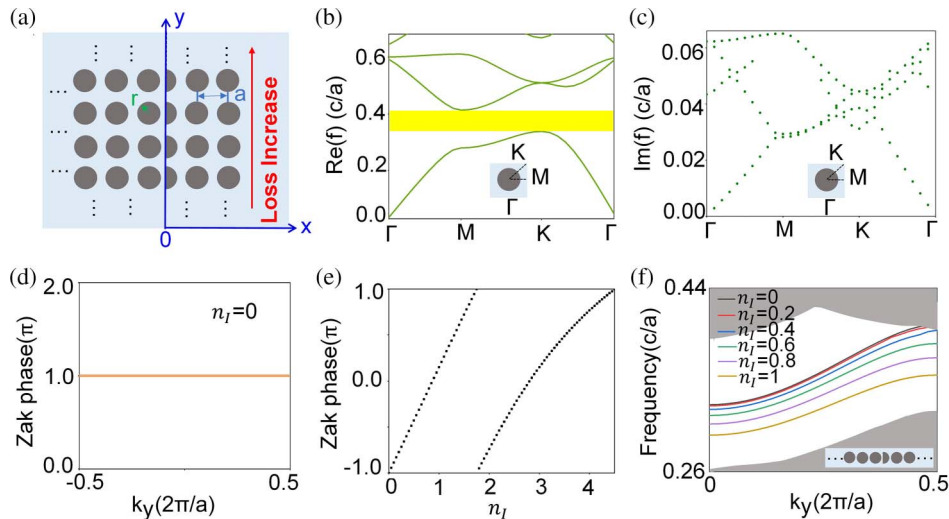 (a)
y
...
...
r
a
Loss Increase
0
x
(b)
Re(f) (c/a)
0.6
0.4
0.2
0.0
K
M
Γ
Γ M K Γ
(c)
Im(f) (c/a)
0.06
0.04
0.02
0.00
K
M
Γ
Γ M K Γ
(d)
Zak phase(π)
2.0
1.0
0.0
n_I=0
-0.5 0.5
k_y(2π/a)
(e)
Zak phase(π)
1.0
0.0
-1.0
0 1 2 3 4
n_I
(f)
Frequency(c/a)
0.44
0.26
n_I=0
n_I=0.2
n_I=0.4
n_I=0.6
n_I=0.8
n_I=1
0 0.5
k_y(2π/a)